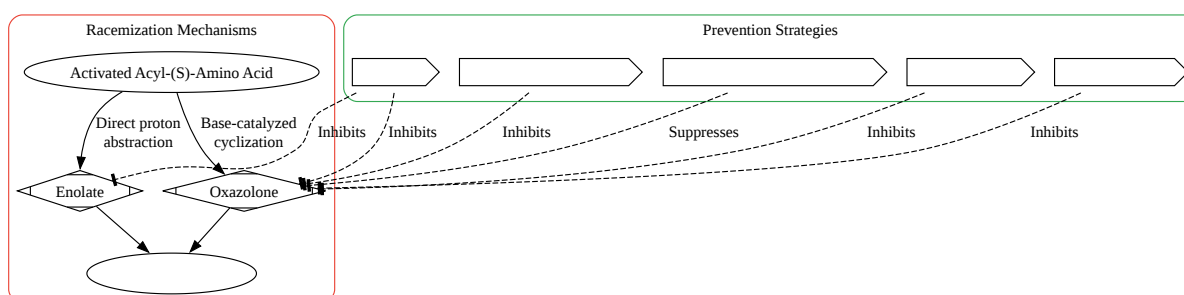 Racemization Mechanisms
Prevention Strategies
Activated Acyl-(S)-Amino Acid
Direct proton
abstraction
Base-catalyzed
cyclization
Inhibits
Inhibits
Inhibits
Suppresses
Inhibits
Inhibits
Enolate
Oxazolone